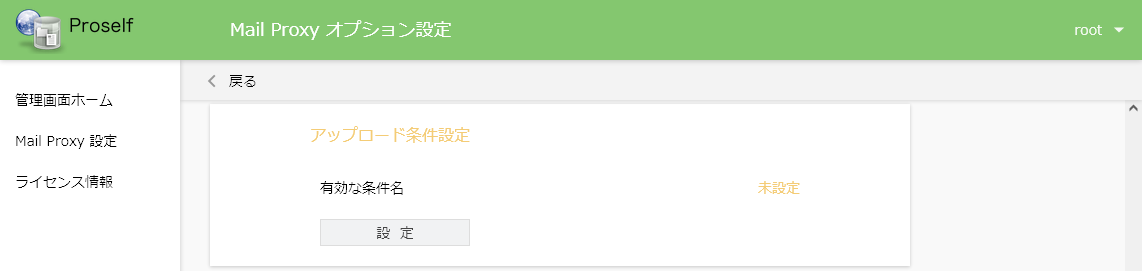 Proself
Mail Proxy オプション設定
root
戻る
管理画面ホーム
Mail Proxy 設定
ライセンス情報
アップロード条件設定
有効な条件名
未設定
設 定